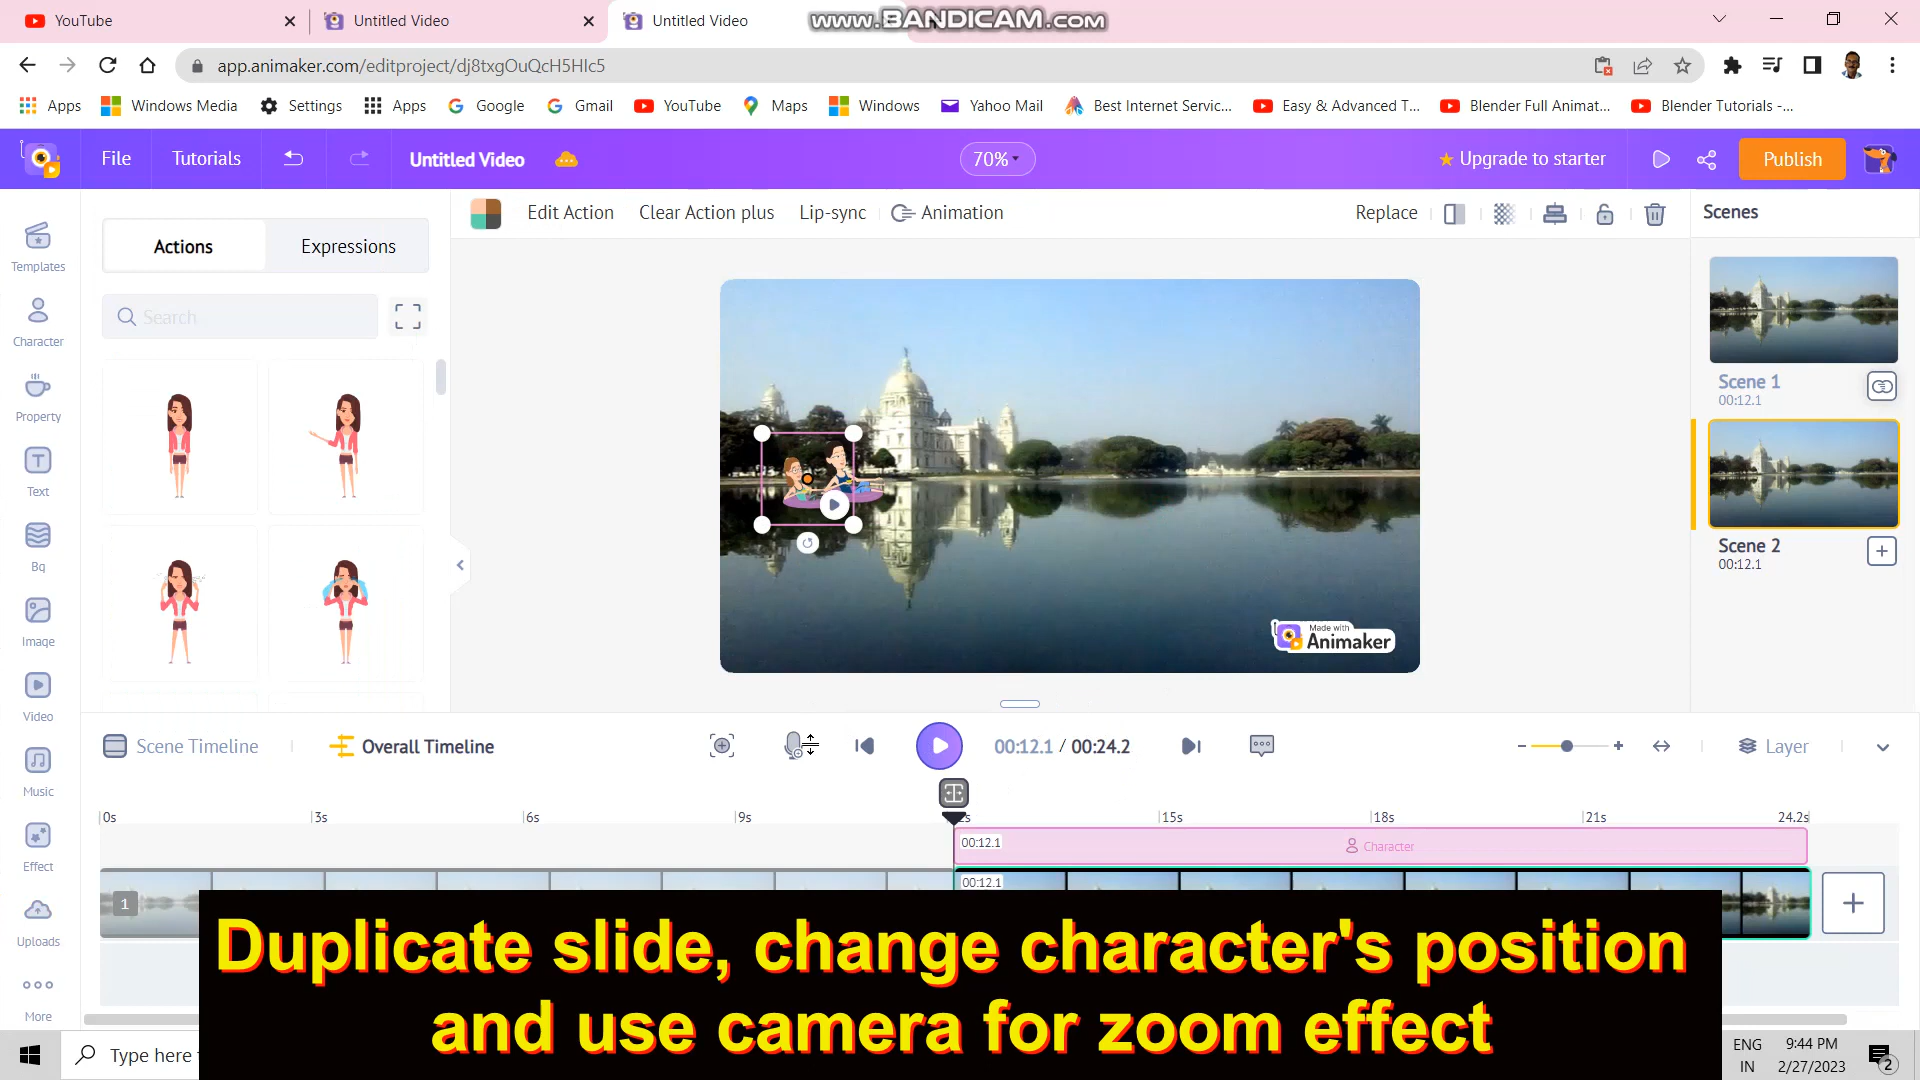 YouTube
Untitled Video
Untitled Video
www.BANDICAM.com
app.animaker.com/editproject/dj8txgOuQcH5HIc5
Apps
Windows Media
Settings
Apps
Google
Gmail
YouTube
Maps
Windows
Yahoo Mail
Best Internet Servic...
Easy & Advanced T...
Blender Full Animat...
Blender Tutorials -...
File
Tutorials
Untitled Video
70%
Upgrade to starter
Publish
Templates
Character
Property
Text
Bg
Image
Video
Music
Effect
Uploads
More
Actions
Expressions
Search
Edit Action
Clear Action plus
Lip-sync
Animation
Replace
Made with
Animaker
Scenes
Scene 1
00:12.1
Scene 2
00:12.1
Scene Timeline
Overall Timeline
00:12.1 / 00:24.2
Layer
0s
3s
6s
9s
15s
18s
21s
24.2s
00:12.1
Character
1
00:12.1
Duplicate slide, change character's position
and use camera for zoom effect
Type here
ENG
IN
9:44 PM
2/27/2023
2